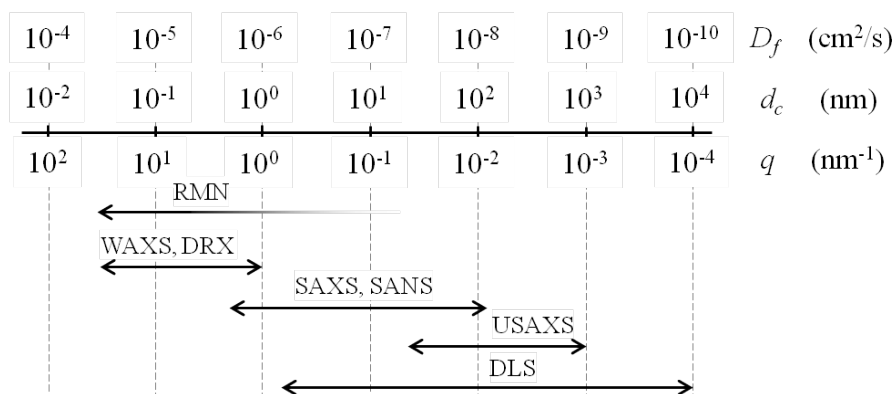 10⁻⁴ 10⁻⁵ 10⁻⁶ 10⁻⁷ 10⁻⁸ 10⁻⁹ 10⁻¹⁰ D_f (cm²/s)
10⁻² 10⁻¹ 10⁰ 10¹ 10² 10³ 10⁴ d_c (nm)
10² 10¹ 10⁰ 10⁻¹ 10⁻² 10⁻³ 10⁻⁴ q (nm⁻¹)
RMN
WAXS, DRX
SAXS, SANS
USAXS
DLS